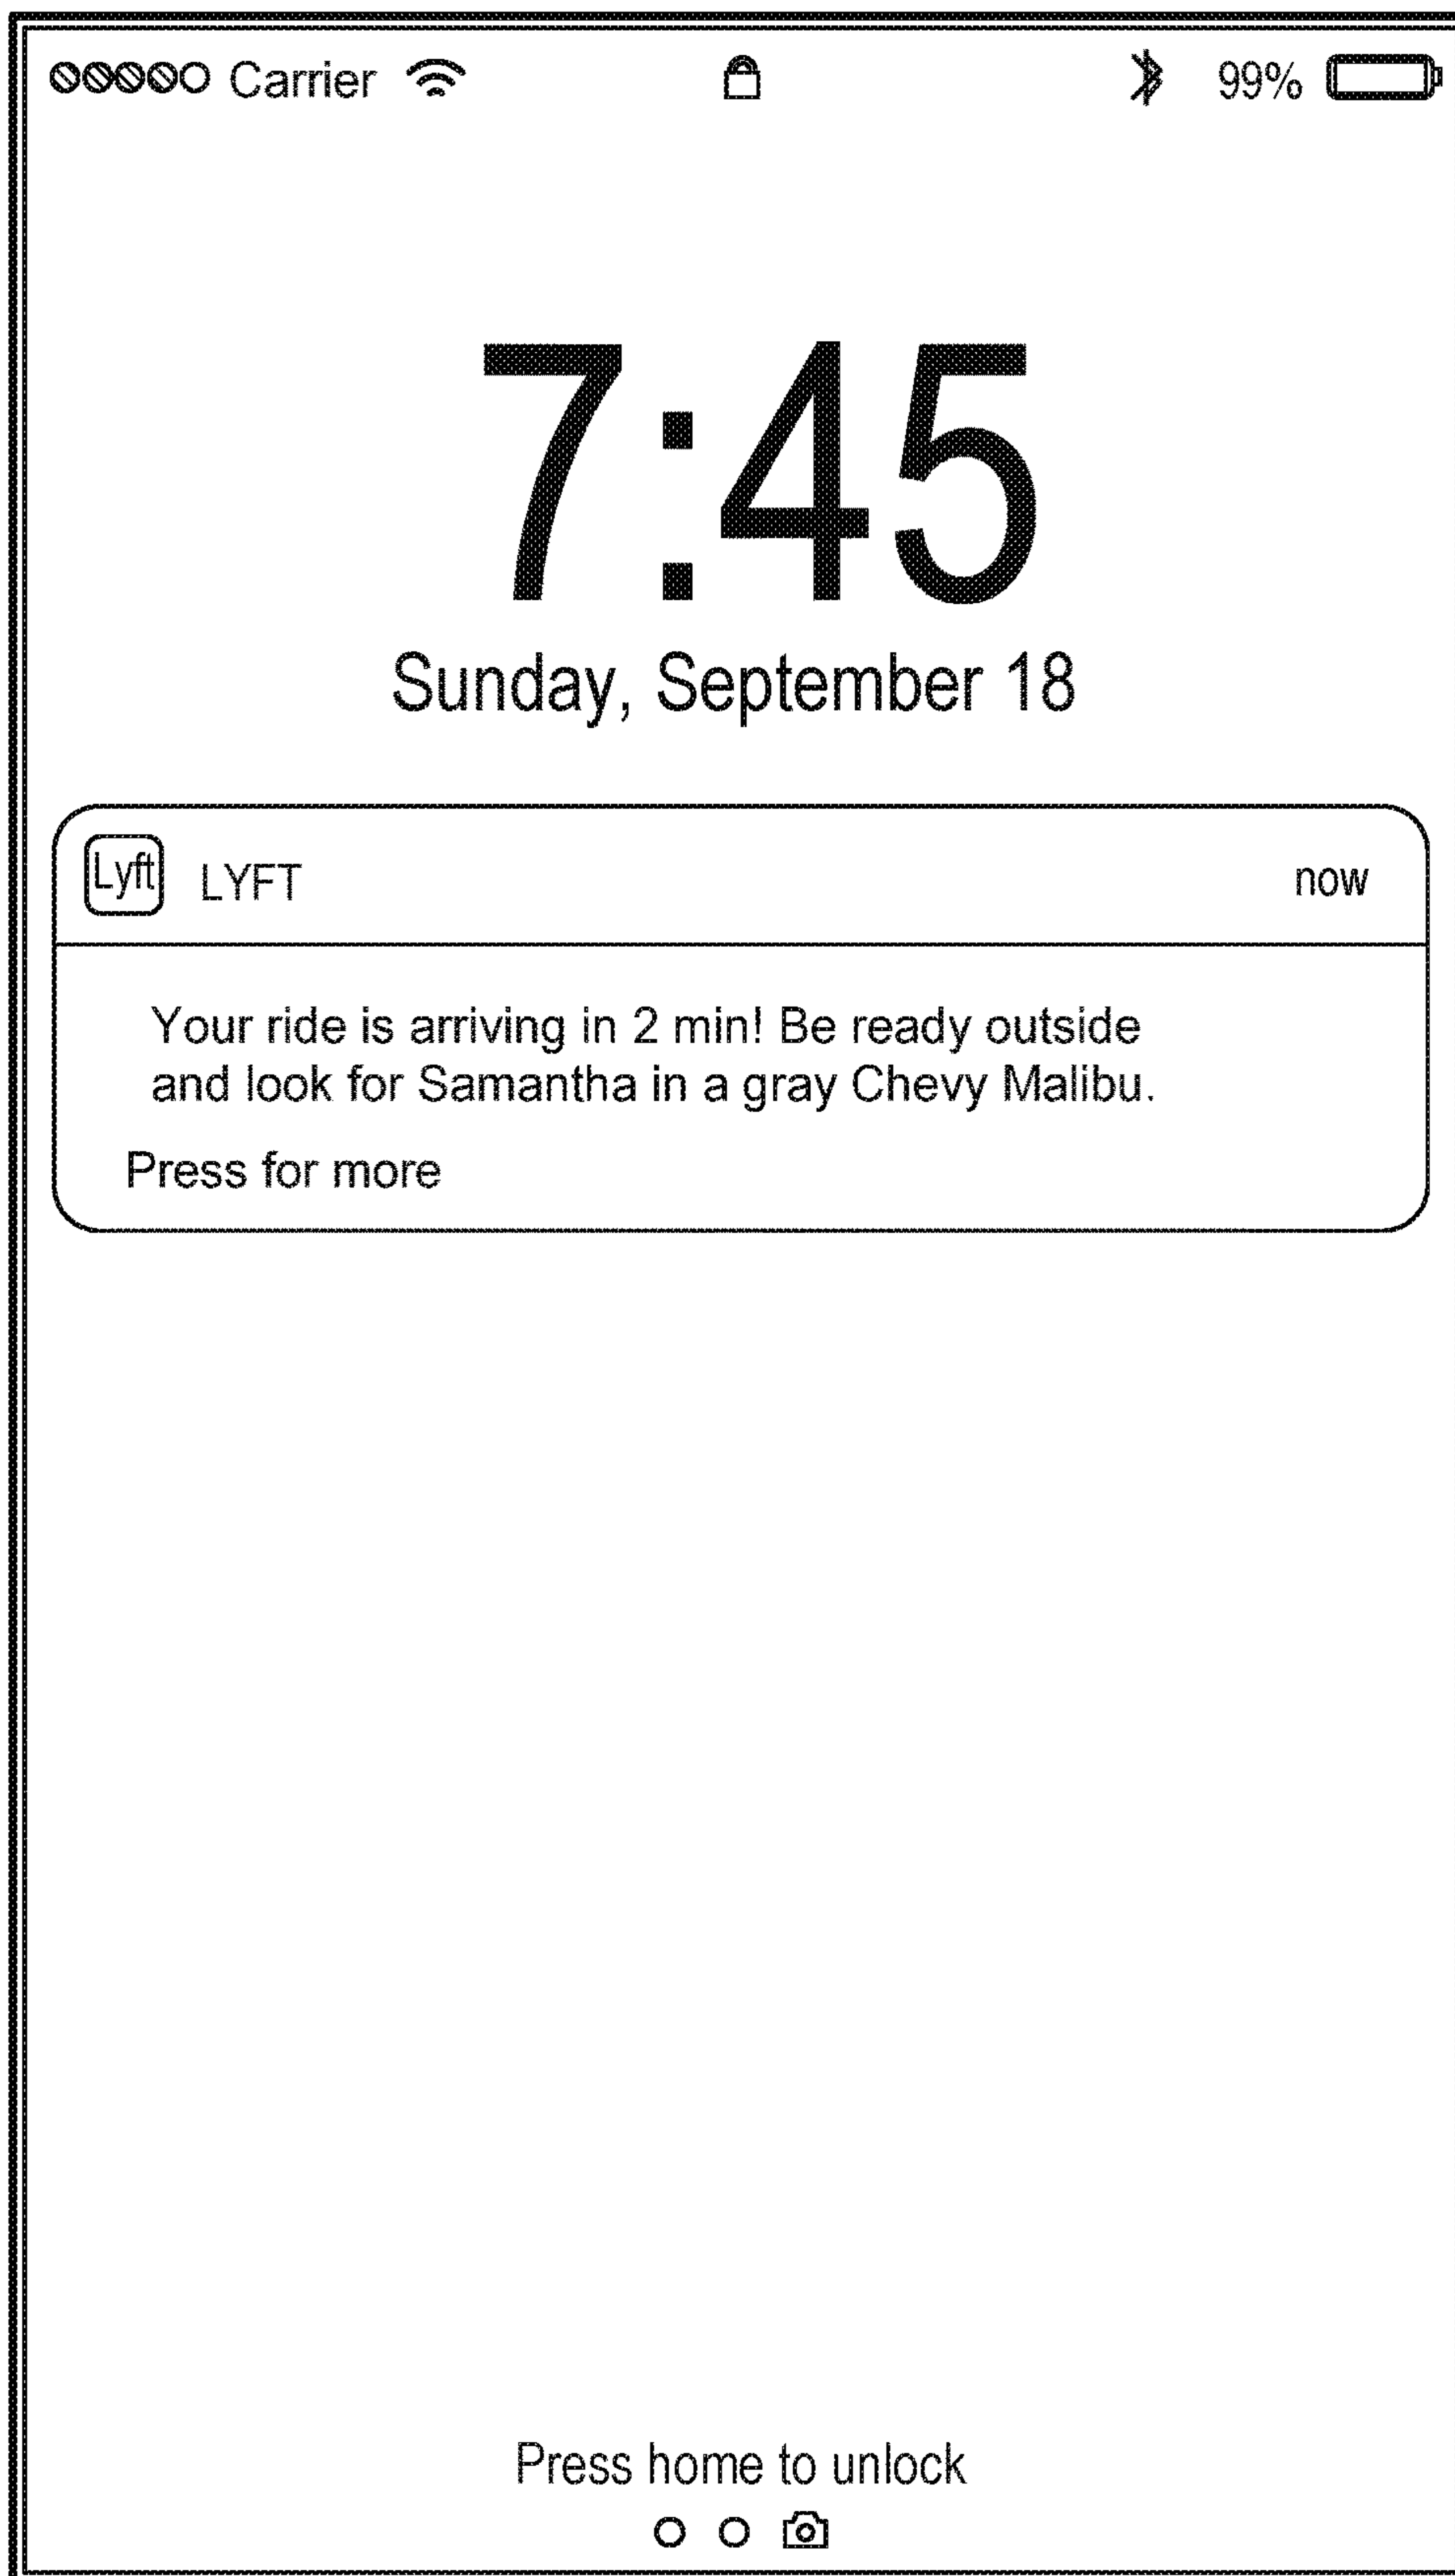 Carrier 99%
7:45
Sunday, September 18
Lyft LYFT now
Your ride is arriving in 2 min! Be ready outside
and look for Samantha in a gray Chevy Malibu.
Press for more
Press home to unlock